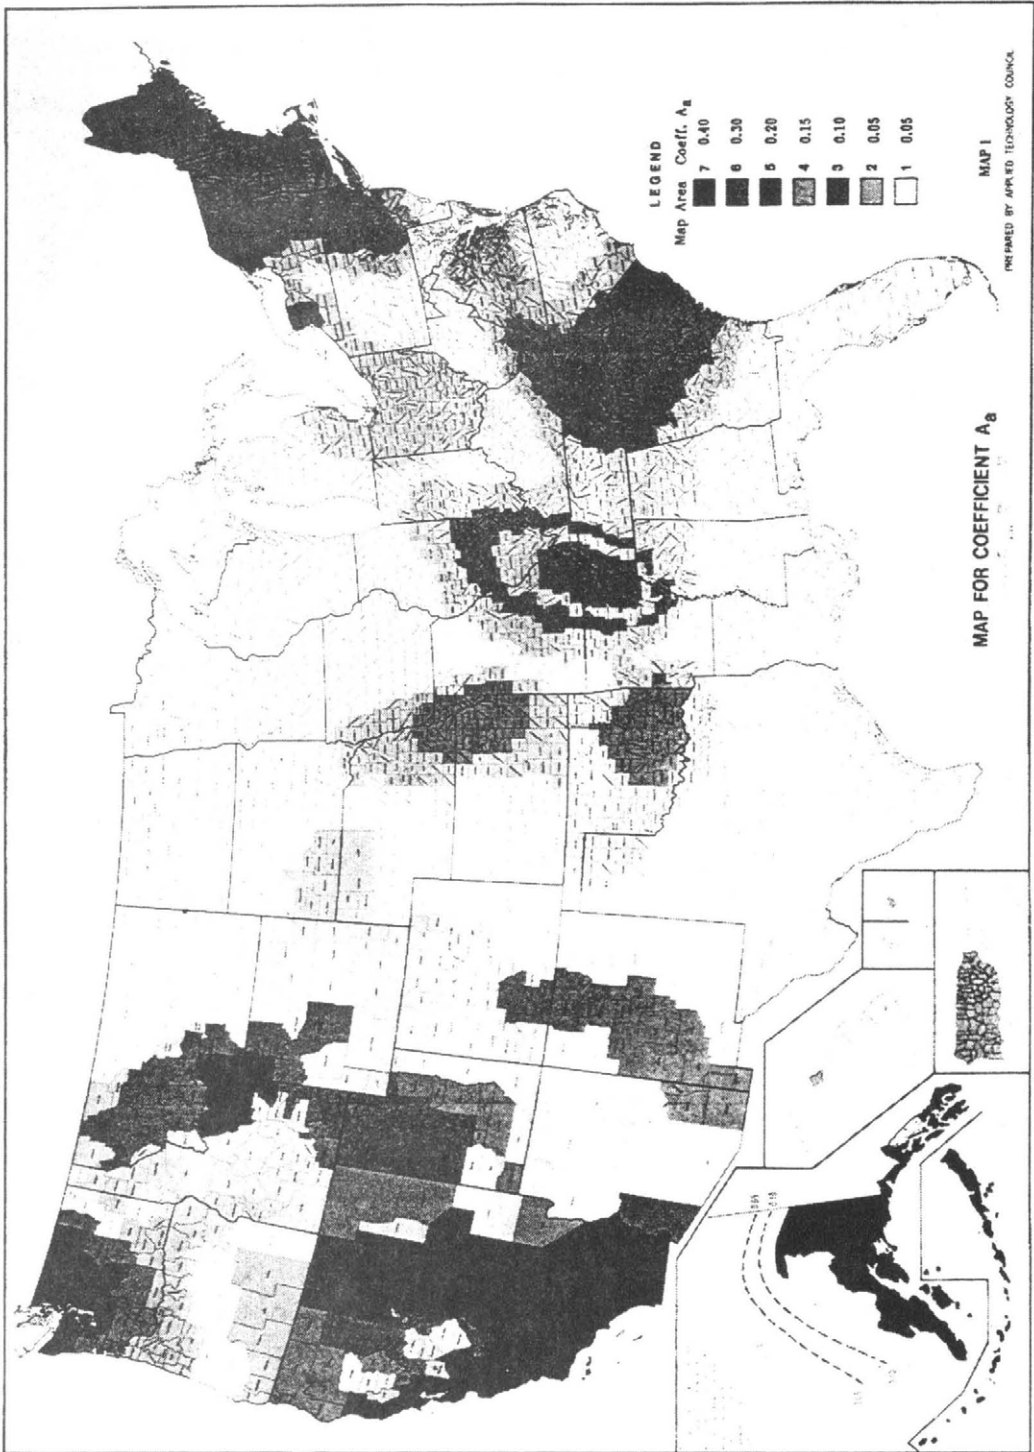 LEGEND
Map Area Coeff. Aa
7 0.40
6 0.30
5 0.20
4 0.15
3 0.10
2 0.05
1 0.05
MAP 1
PREPARED BY APPLIED TECHNOLOGY COUNCIL
MAP FOR COEFFICIENT Aa